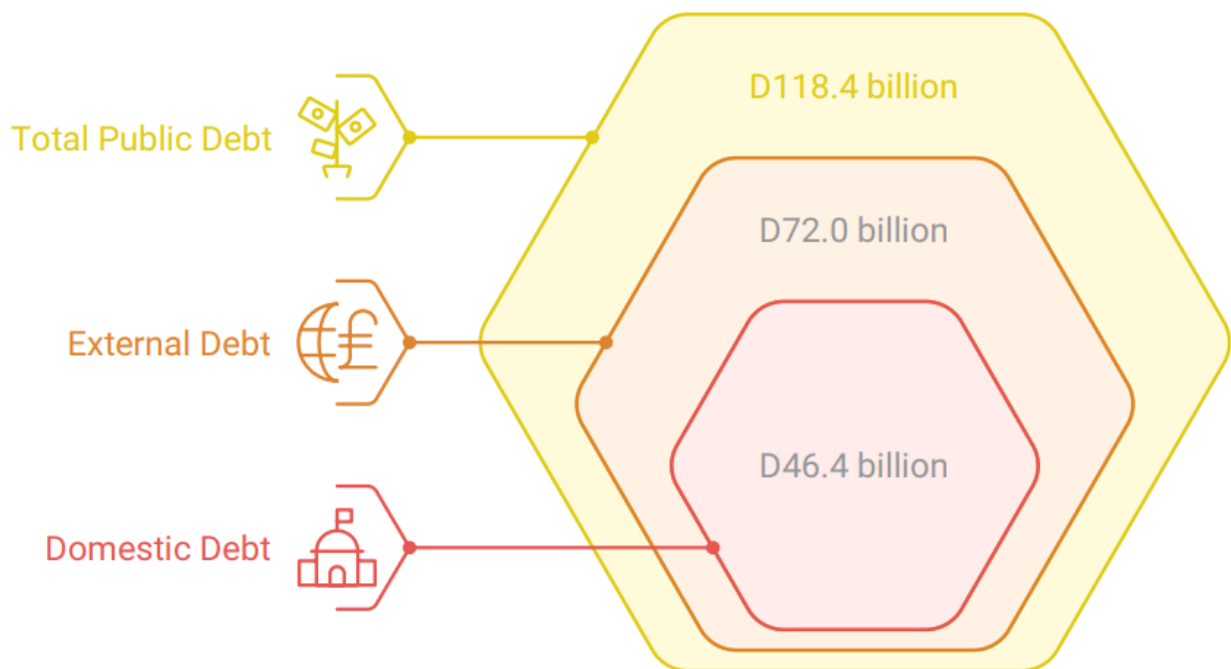 D118.4 billion
Total Public Debt
D72.0 billion
External Debt
D46.4 billion
Domestic Debt